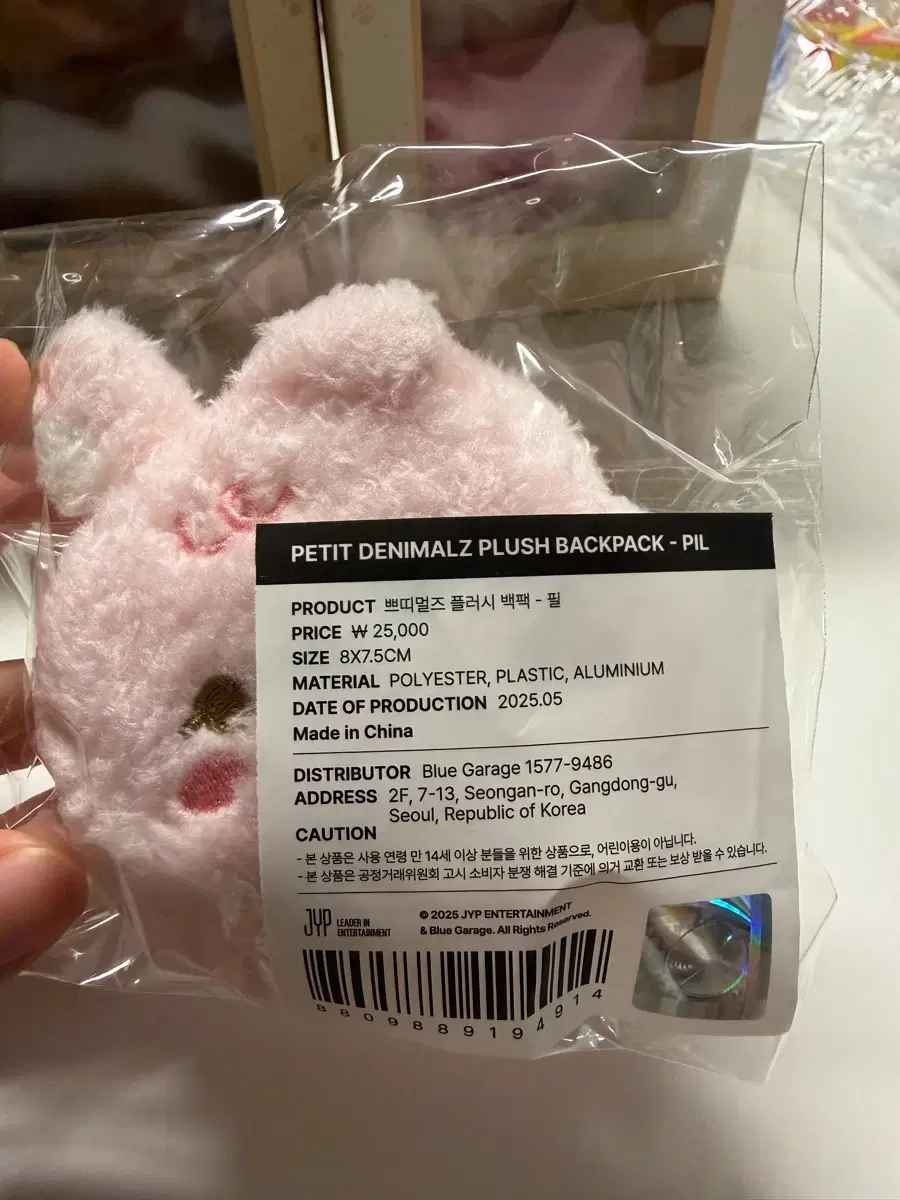 PETIT DENIMALZ PLUSH BACKPACK - PIL
PRODUCT 쁘띠멀즈 플러시 백팩 - 필
PRICE ₩ 25,000
SIZE 8X7.5CM
MATERIAL POLYESTER, PLASTIC, ALUMINIUM
DATE OF PRODUCTION 2025.05
Made in China
DISTRIBUTOR Blue Garage 1577-9486
ADDRESS 2F, 7-13, Seongan-ro, Gangdong-gu,
Seoul, Republic of Korea
CAUTION
- 본 상품은 사용 연령 만 14세 이상 분들을 위한 상품으로, 어린이용이 아닙니다.
- 본 상품은 공정거래위원회 고시 소비자 분쟁 해결 기준에 의거 교환 또는 보상 받을 수 있습니다.
JYP LEADER IN
ENTERTAINMENT
© 2025 JYP ENTERTAINMENT
& Blue Garage. All Rights Reserved.
8809889194914